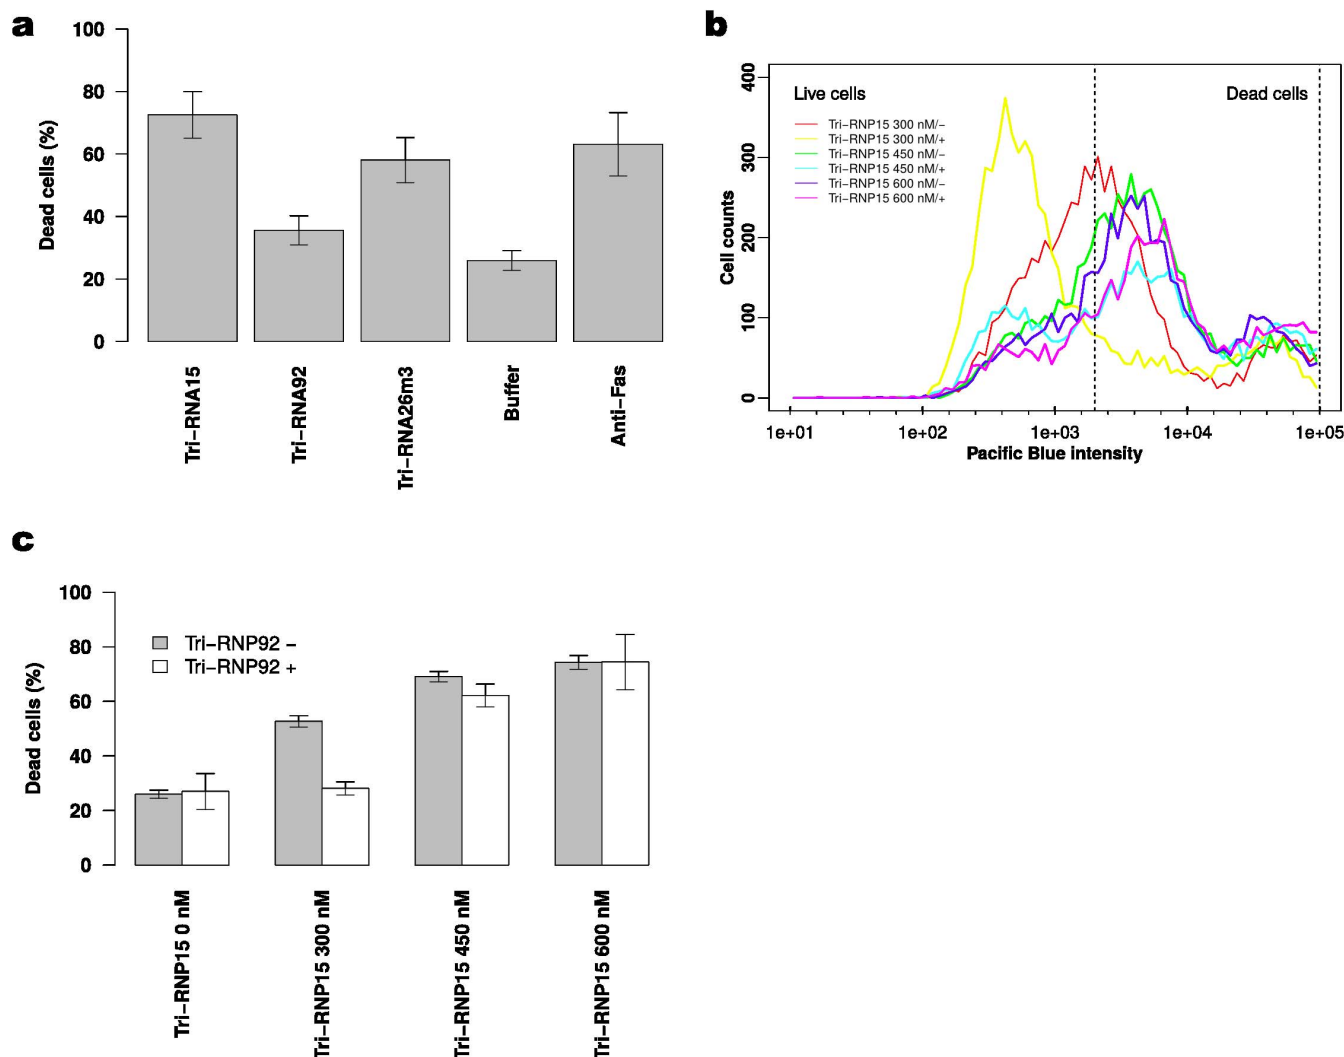 a
Dead cells (%)
100
80
60
40
20
0
Tri−RNA15
Tri−RNA92
Tri−RNA26m3
Buffer
Anti−Fas
b
Cell counts
400
300
200
100
0
Live cells
Dead cells
Tri−RNP15 300 nM/−
Tri−RNP15 300 nM/+
Tri−RNP15 450 nM/−
Tri−RNP15 450 nM/+
Tri−RNP15 600 nM/−
Tri−RNP15 600 nM/+
1e+01 1e+02 1e+03 1e+04 1e+05
Pacific Blue intensity
c
Dead cells (%)
100
80
60
40
20
0
Tri−RNP92 −
Tri−RNP92 +
Tri−RNP15 0 nM
Tri−RNP15 300 nM
Tri−RNP15 450 nM
Tri−RNP15 600 nM